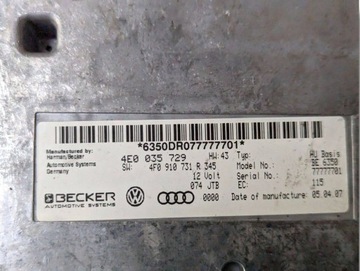 *6350DR077777701*
Manufactured by:
Harman/Becker
Automotive Systems
Germany
4E0 035 729 HW:43 Typ: HU Basis
SW: 4F0 910 731 R 345 Model No.: BE 6350
12 Volt Serial No.: 77777701
074 JTB EC: 115
BECKER 0000 Date of manufacture: 05.04.07
AUTOMOTIVE SYSTEMS